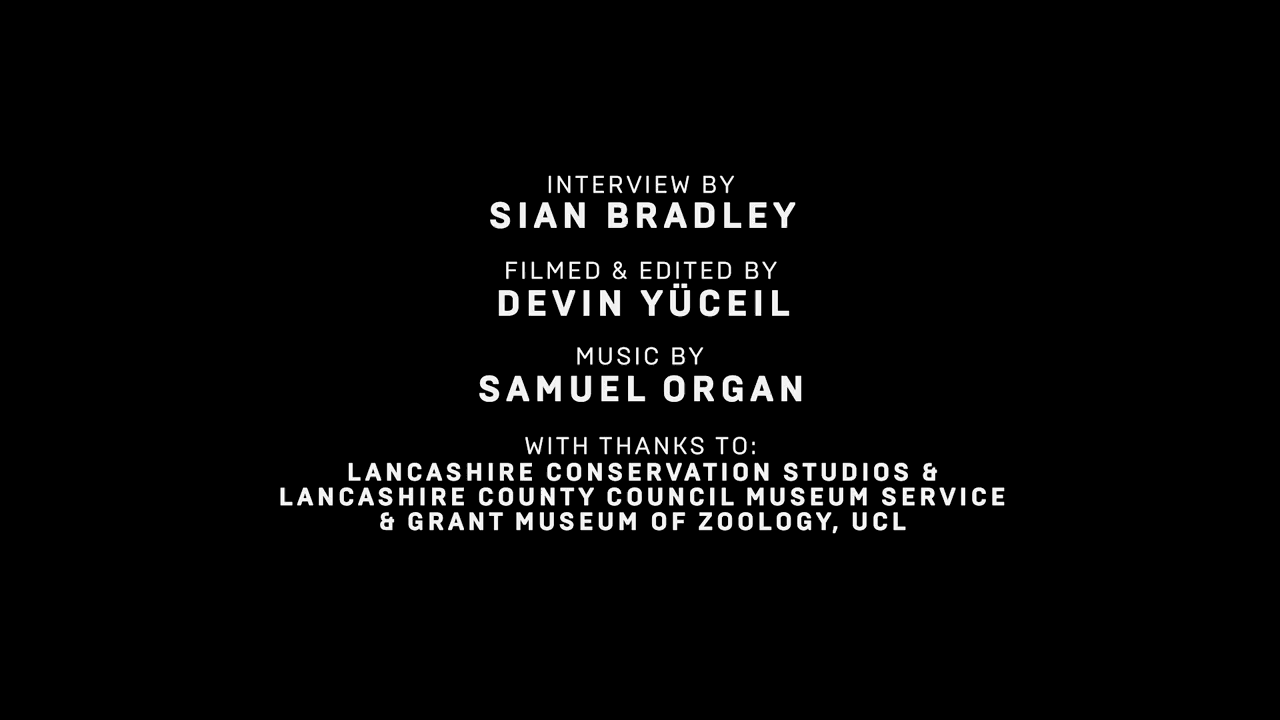 INTERVIEW BY
SIAN BRADLEY
FILMED & EDITED BY
DEVIN YÜCEIL
MUSIC BY
SAMUEL ORGAN
WITH THANKS TO:
LANCASHIRE CONSERVATION STUDIOS &
LANCASHIRE COUNTY COUNCIL MUSEUM SERVICE
& GRANT MUSEUM OF ZOOLOGY, UCL